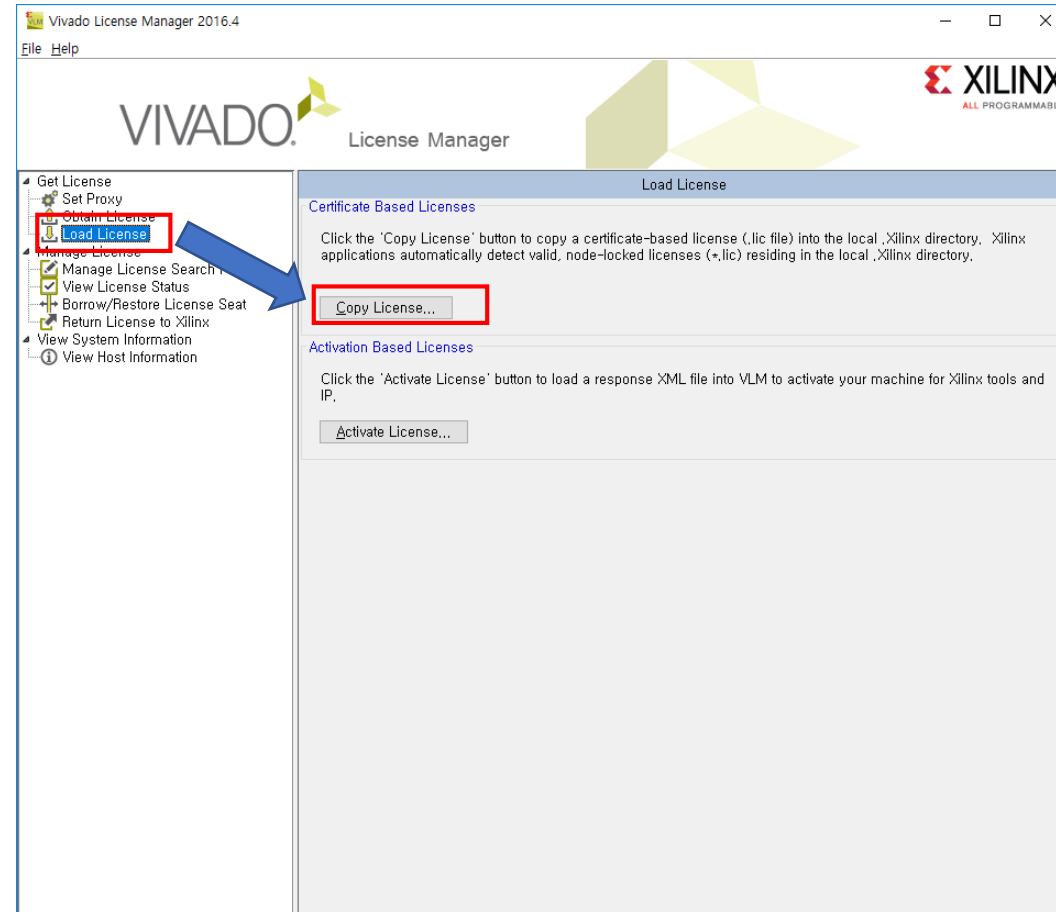 Vivado License Manager 2016.4
File Help
XILINX
ALL
VIVADO.
License Manager
Get License
Set Proxy
Obtain License
Load License
Manage License
Manage License Search
View License Status
Borrow/Restore License Seat
Return License to Xilinx
View System Information
View Host Information
Load License
Certificate Based Licenses
Click the 'Copy License' button to copy a certificate-based license (.lic file) into the local .Xilinx directory. Xilinx
applications automatically detect valid, node-locked licenses (*.lic) residing in the local .Xilinx directory.
Copy License...
Activation Based Licenses
Click the 'Activate License' button to load a response XML file into VLM to activate your machine for Xilinx tools and
IP.
Activate License...